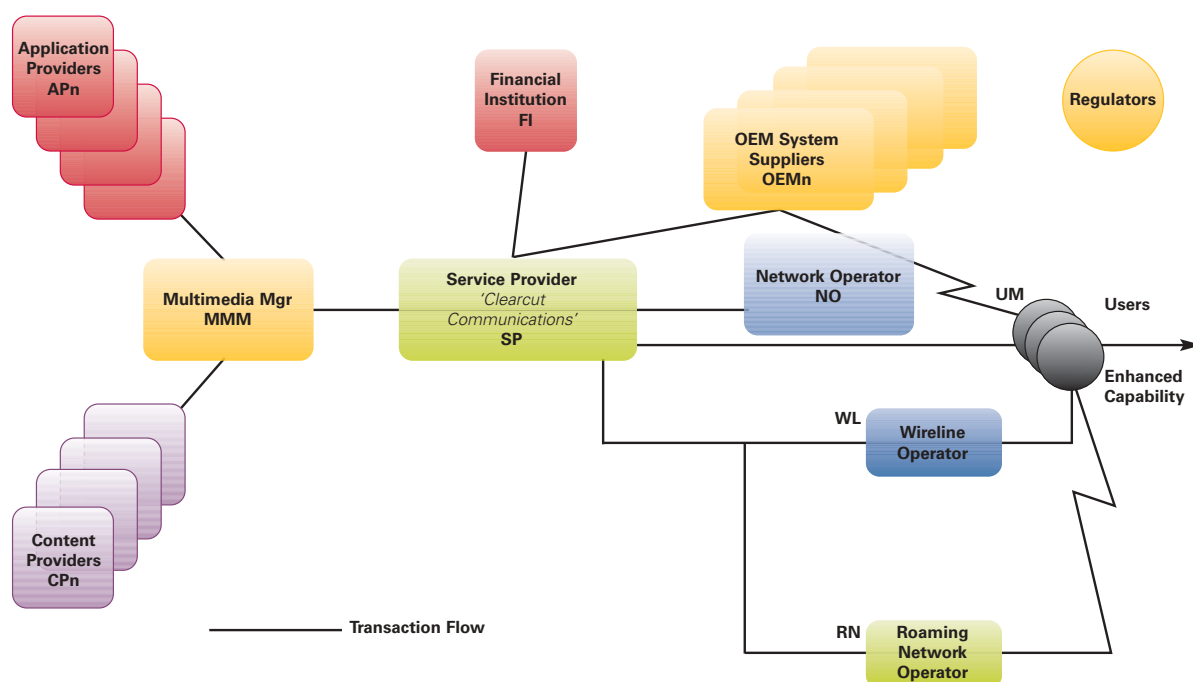 Application
Providers
APn
Financial
Institution
FI
OEM System
Suppliers
OEMn
Regulators
Multimedia Mgr
MMM
Service Provider
‘Clearcut
Communications’
SP
Network Operator
NO
UM
Users
Enhanced
Capability
WL
Wireline
Operator
Content
Providers
CPn
Transaction Flow
RN
Roaming
Network
Operator